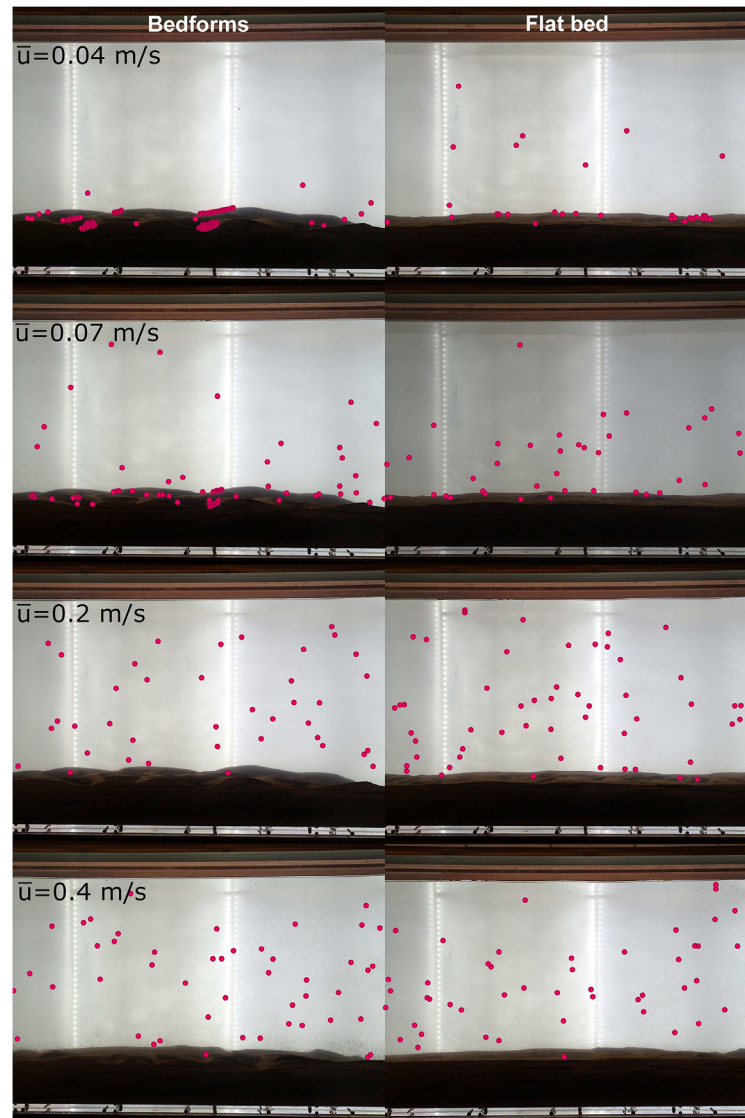 Bedforms
Flat bed
u̅=0.04 m/s
u̅=0.07 m/s
u̅=0.2 m/s
u̅=0.4 m/s